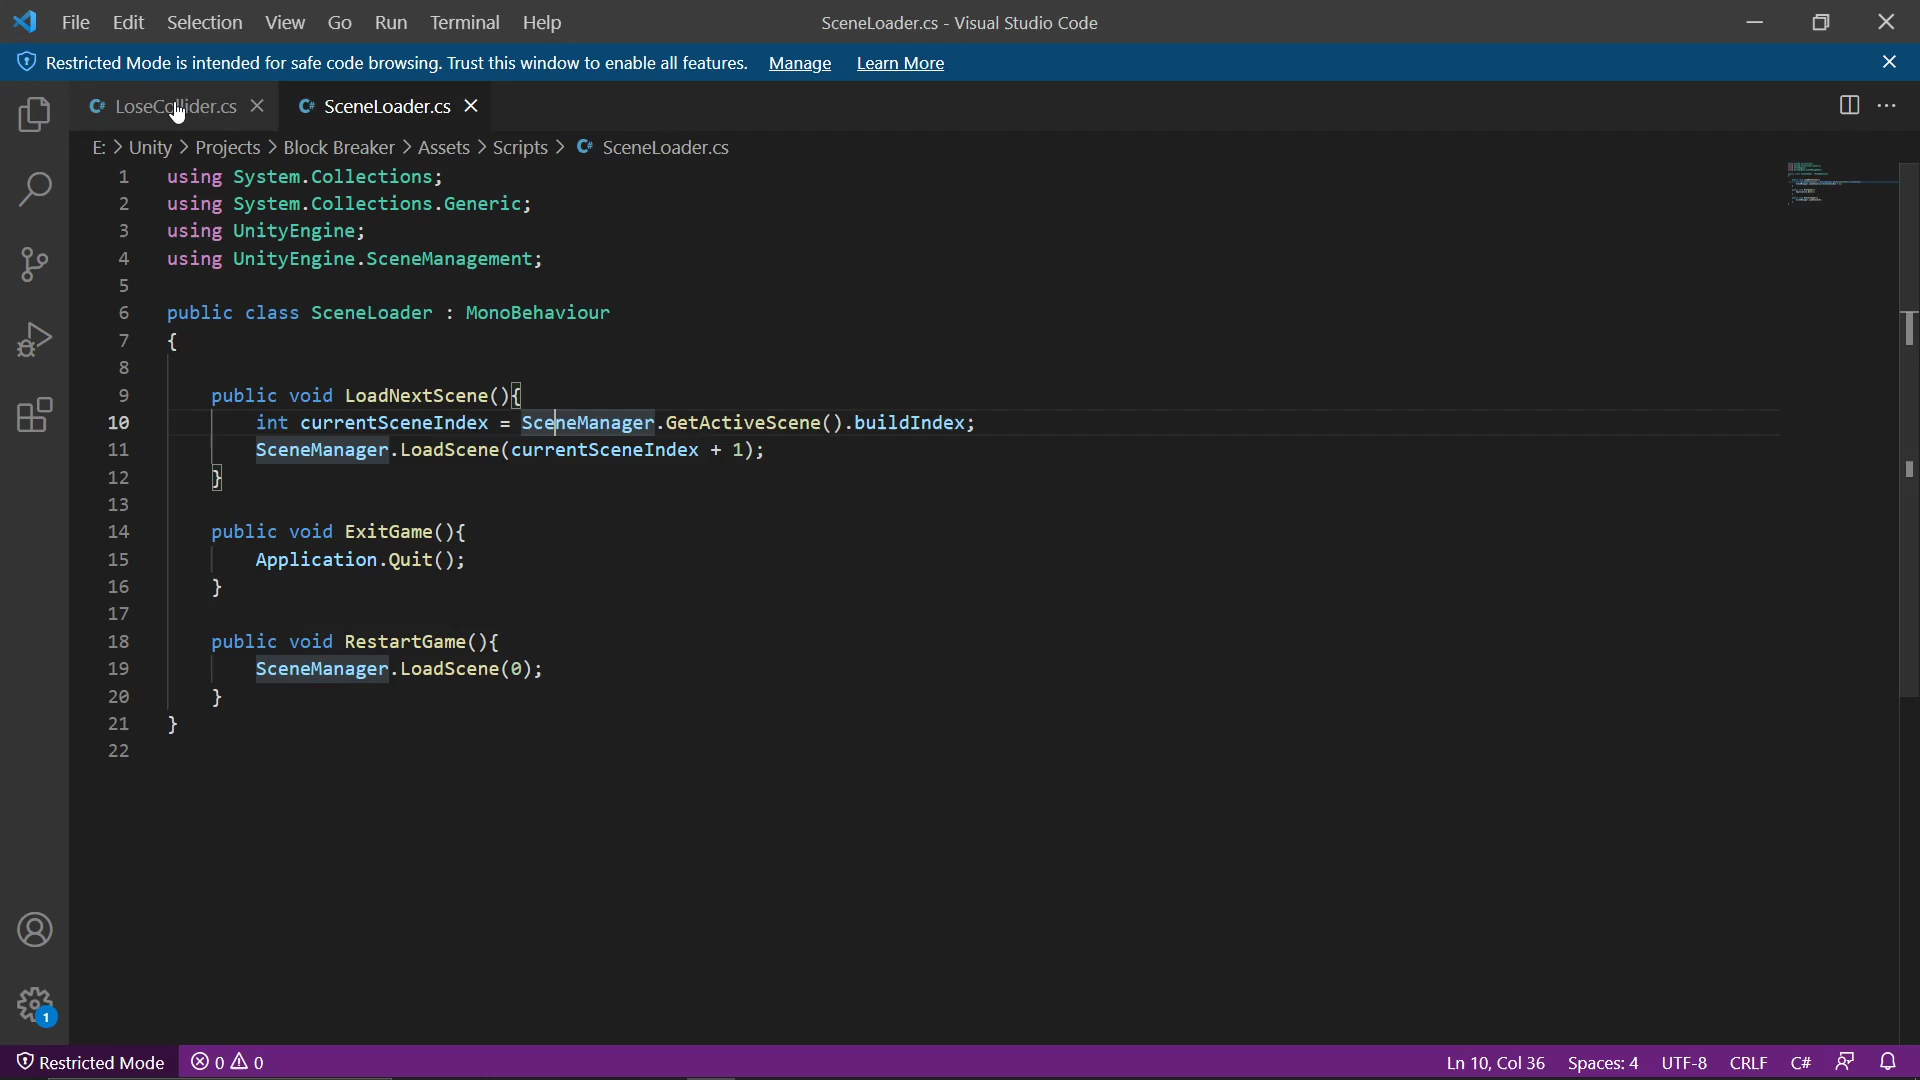 File Edit Selection View Go Run Terminal Help SceneLoader.cs - Visual Studio Code
Restricted Mode is intended for safe code browsing. Trust this window to enable all features. Manage Learn More
C# LoseCollider.cs C# SceneLoader.cs
E: > Unity > Projects > Block Breaker > Assets > Scripts > C# SceneLoader.cs
1 using System.Collections;
2 using System.Collections.Generic;
3 using UnityEngine;
4 using UnityEngine.SceneManagement;
5
6 public class SceneLoader : MonoBehaviour
7 {
8
9 public void LoadNextScene(){
10 int currentSceneIndex = SceneManager.GetActiveScene().buildIndex;
11 SceneManager.LoadScene(currentSceneIndex + 1);
12 }
13
14 public void ExitGame(){
15 Application.Quit();
16 }
17
18 public void RestartGame(){
19 SceneManager.LoadScene(0);
20 }
21 }
22
1
Restricted Mode 0 0 Ln 10, Col 36 Spaces: 4 UTF-8 CRLF C#